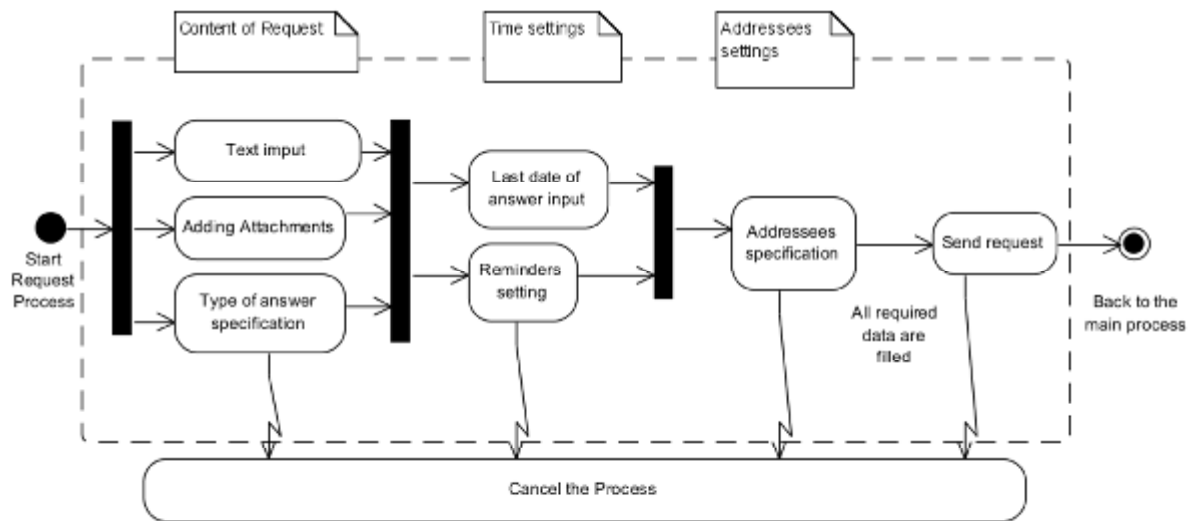 Content of Request
Time settings
Addressees
settings
Text imput
Adding Attachments
Type of answer
specification
Last date of
answer input
Reminders
setting
Addressees
specification
Send request
Start
Request
Process
All required
data are
filled
Back to the
main process
Cancel the Process